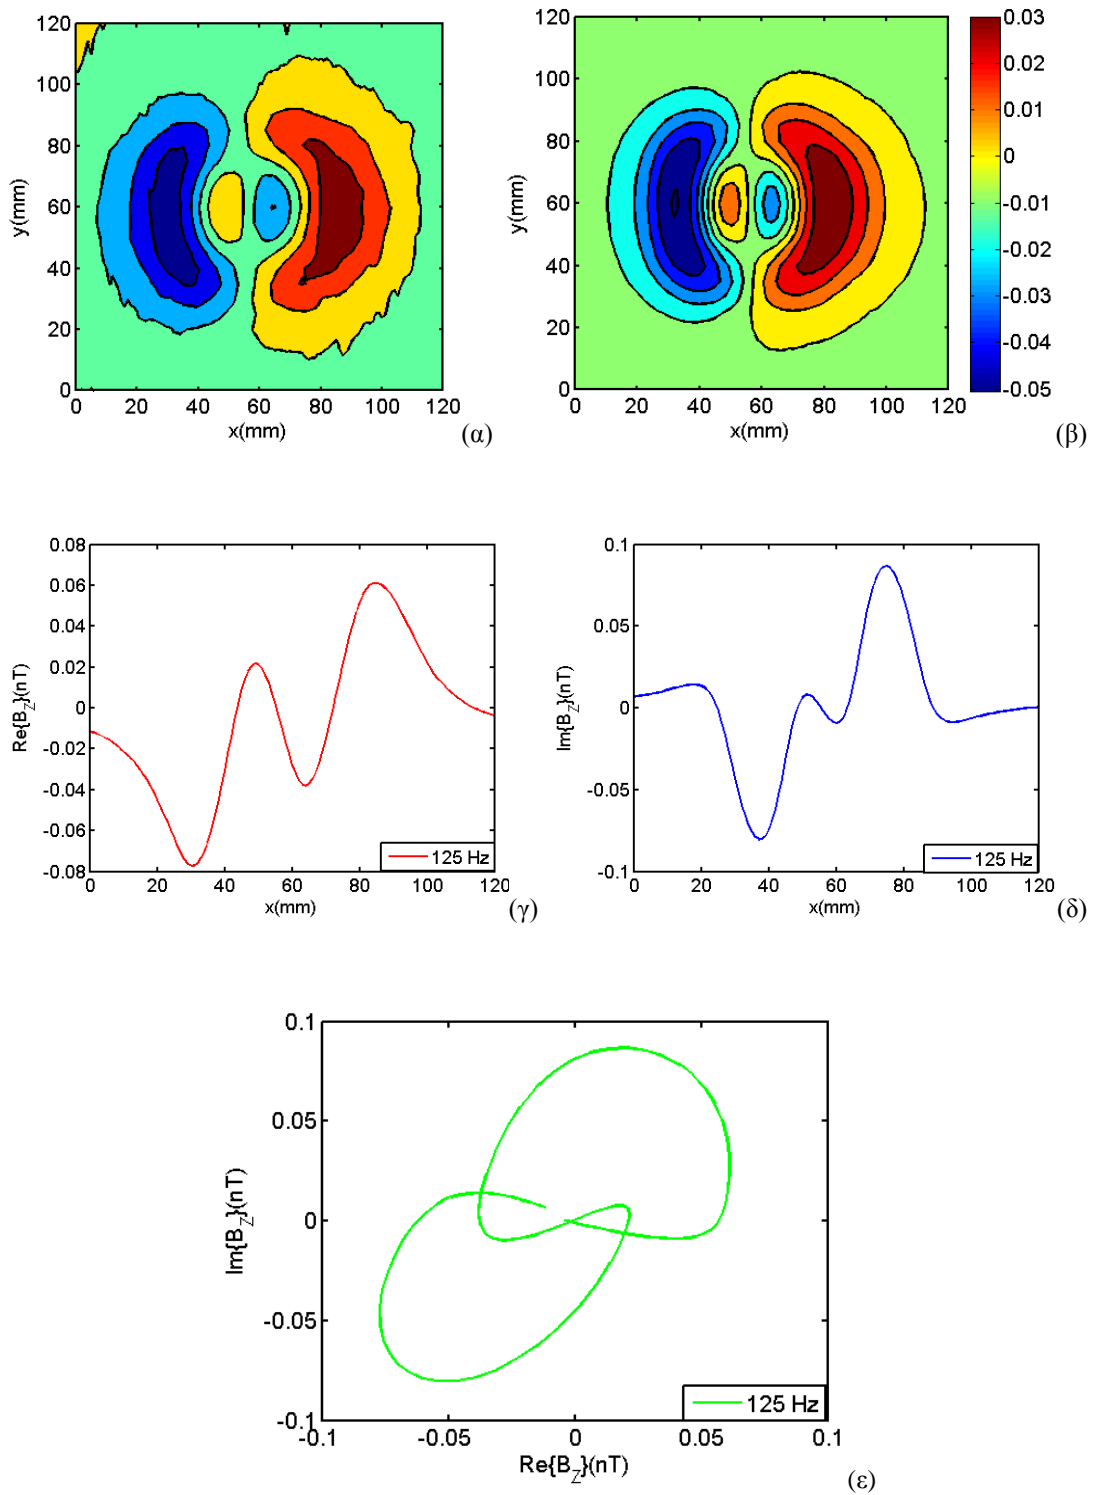 120
100
80
60
40
20
0
y(mm)
0 20 40 60 80 100 120
x(mm)
(α)
120
100
80
60
40
20
0
y(mm)
0 20 40 60 80 100 120
x(mm)
0.03
0.02
0.01
0
-0.01
-0.02
-0.03
-0.04
-0.05
(β)
0.08
0.06
0.04
0.02
0
-0.02
-0.04
-0.06
-0.08
Re{B_Z}(nT)
125 Hz
0 20 40 60 80 100 120
x(mm)
(γ)
0.1
0.05
0
-0.05
-0.1
Im{B_Z}(nT)
125 Hz
0 20 40 60 80 100 120
x(mm)
(δ)
0.1
0.05
0
-0.05
-0.1
Im{B_Z}(nT)
125 Hz
-0.1 -0.05 0 0.05 0.1
Re{B_Z}(nT)
(ε)